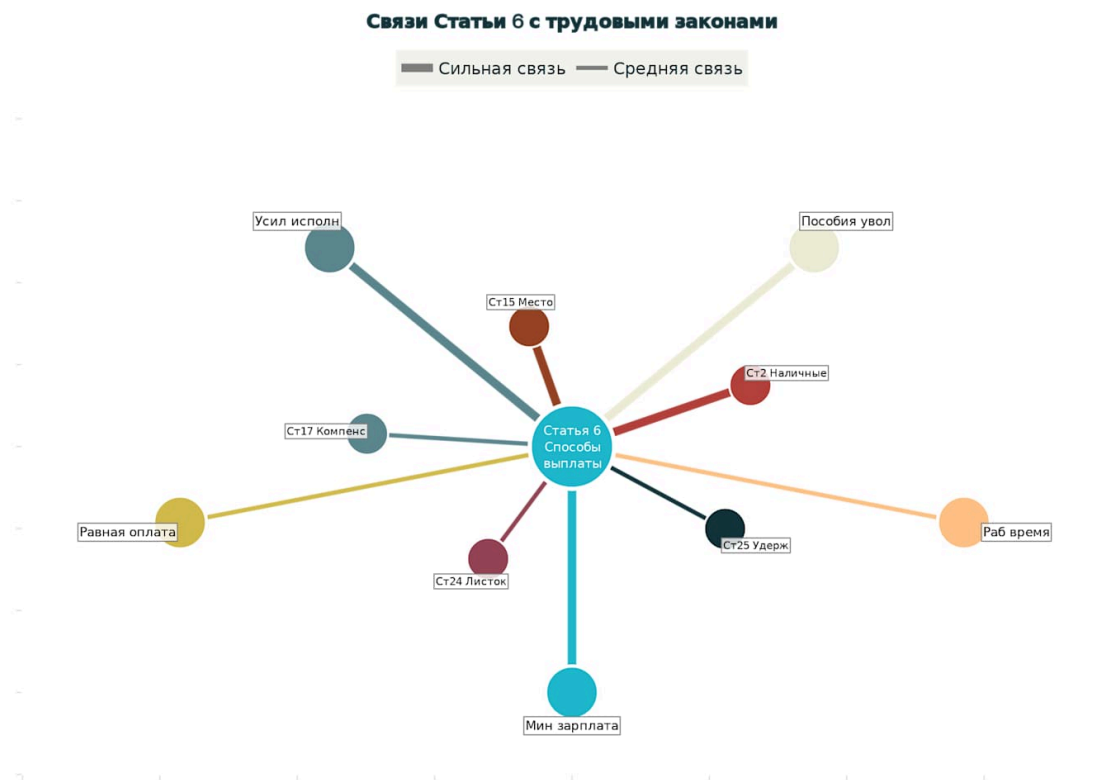 Связи Статьи 6 с трудовыми законами
Сильная связь Средняя связь
Усил исполн
Пособия увол
Ст15 Место
Ст2 Наличные
Статья 6
Способы
выплаты
Ст17 Компенс
Равная оплата
Раб время
Ст25 Удерж
Ст24 Листок
Мин зарплата